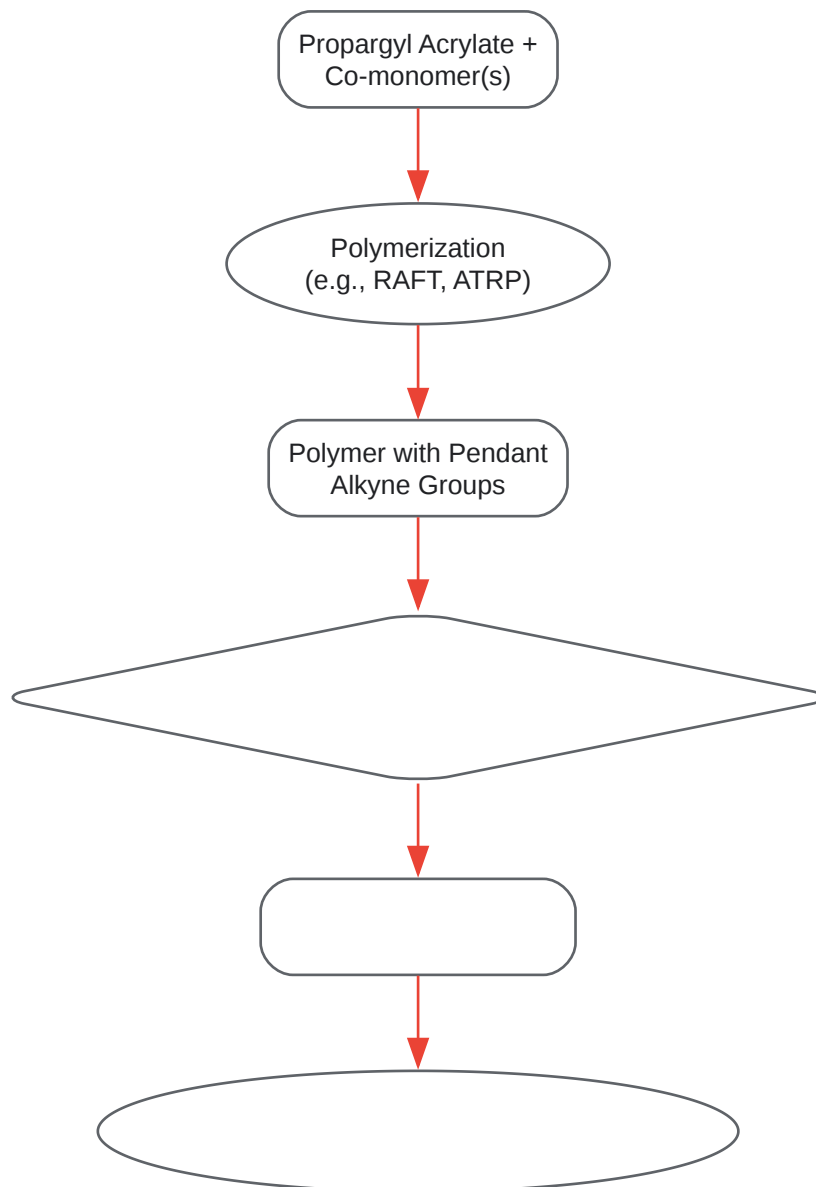 Propargyl Acrylate +
Co-monomer(s)
Polymerization
(e.g., RAFT, ATRP)
Polymer with Pendant
Alkyne Groups